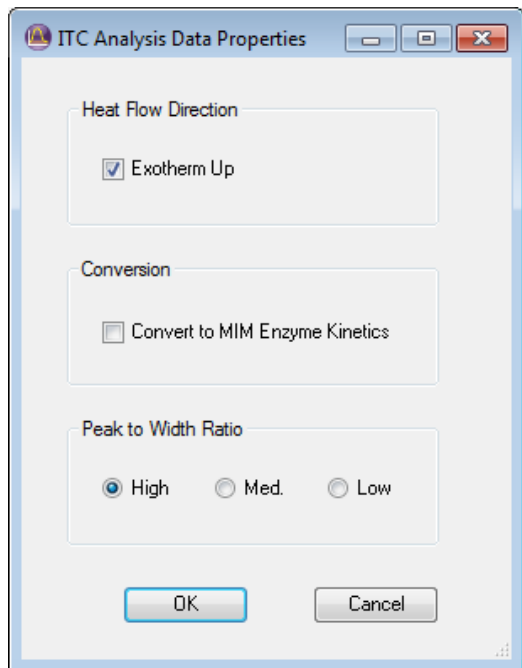 ITC Analysis Data Properties
Heat Flow Direction
Exotherm Up
Conversion
Convert to MIM Enzyme Kinetics
Peak to Width Ratio
High Med. Low
OK Cancel